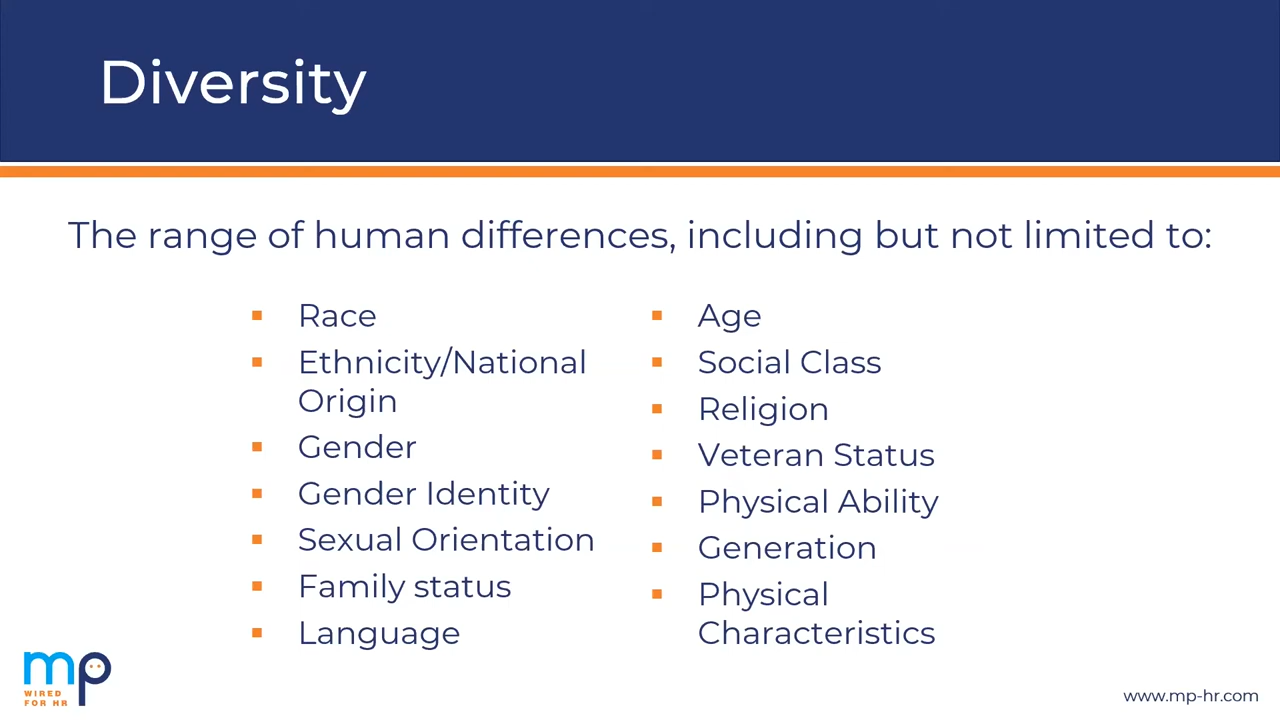 Diversity
The range of human differences, including but not limited to:
Race
Ethnicity/National
Origin
Gender
Gender Identity
Sexual Orientation
Family status
Language
Age
Social Class
Religion
Veteran Status
Physical Ability
Generation
Physical
Characteristics
mp
WIRED
FOR HR
www.mp-hr.com